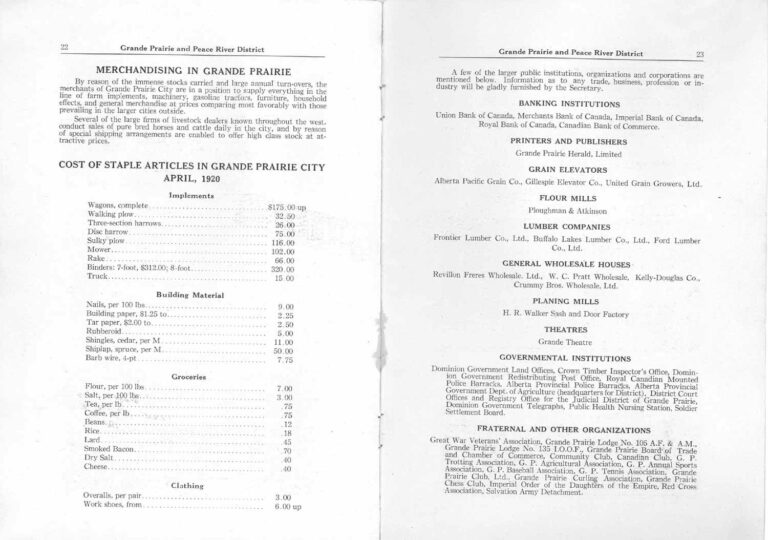 22 Grande Prairie and Peace River District
MERCHANDISING IN GRANDE PRAIRIE
By reason of the immense stocks carried and large annual turn-overs, the
merchants of Grande Prairie City are in a position to supply everything in the
line of farm implements, machinery, gasoline tractors, furniture, household
effects, and general merchandise at prices comparing most favorably with those
prevailing in the larger cities outside.
Several of the large firms of livestock dealers known throughout the west,
conduct sales of pure bred horses and cattle daily in the city, and by reason
of special shipping arrangements are enabled to offer high class stock at at-
tractive prices.
COST OF STAPLE ARTICLES IN GRANDE PRAIRIE CITY
APRIL, 1920
Implements
Wagons, complete $175.00 up
Walking plow 32.50
Three-section harrows 26.00
Disc harrow 75.00
Sulky plow 116.00
Mower 102.00
Rake 66.00
Binders: 7-foot, $312.00; 8-foot 320.00
Truck 15.00
Building Material
Nails, per 100 lbs. 9.00
Building paper, $1.25 to 2.25
Tar paper, $2.00 to 2.50
Rubberoid 5.00
Shingles, cedar, per M 11.00
Shiplap, spruce, per M 50.00
Barb wire, 4-pt 7.75
Groceries
Flour, per 100 lbs 7.00
Salt, per 100 lbs 3.00
Tea, per lb .75
Coffee, per lb .75
Beans .12
Rice .18
Lard .45
Smoked Bacon .70
Dry Salt .40
Cheese .40
Clothing
Overalls, per pair 3.00
Work shoes, from 6.00 up
Grande Prairie and Peace River District 23
A few of the larger public institutions, organizations and corporations are
mentioned below. Information as to any trade, business, profession or in-
dustry will be gladly furnished by the Secretary.
BANKING INSTITUTIONS
Union Bank of Canada, Merchants Bank of Canada, Imperial Bank of Canada,
Royal Bank of Canada, Canadian Bank of Commerce.
PRINTERS AND PUBLISHERS
Grande Prairie Herald, Limited
GRAIN ELEVATORS
Alberta Pacific Grain Co., Gillespie Elevator Co., United Grain Growers, Ltd.
FLOUR MILLS
Ploughman & Atkinson
LUMBER COMPANIES
Frontier Lumber Co., Ltd., Buffalo Lakes Lumber Co., Ltd., Ford Lumber
Co., Ltd.
GENERAL WHOLESALE HOUSES
Revillon Freres Wholesale. Ltd., W. C. Pratt Wholesale, Kelly-Douglas Co.,
Crummy Bros. Wholesale, Ltd.
PLANING MILLS
H. R. Walker Sash and Door Factory
THEATRES
Grande Theatre
GOVERNMENTAL INSTITUTIONS
Dominion Government Land Offices, Crown Timber Inspector's Office, Domin-
ion Government Redistributing Post Office, Royal Canadian Mounted
Police Barracks, Alberta Provincial Police Barracks, Alberta Provincial
Government Dept. of Agriculture (headquarters for District), District Court
Offices and Registry Office for the Judicial District of Grande Prairie,
Dominion Government Telegraphs, Public Health Nursing Station, Soldier
Settlement Board.
FRATERNAL AND OTHER ORGANIZATIONS
Great War Veterans' Association, Grande Prairie Lodge No. 105 A.F. & A.M.,
Grande Prairie Lodge No. 135 I.O.O.F., Grande Prairie Board of Trade
and Chamber of Commerce, Community Club, Canadian Club, G. P.
Trotting Association, G. P. Agricultural Association, G. P. Annual Sports
Association, G. P. Baseball Association, G. P. Tennis Association, Grande
Prairie Club, Ltd., Grande Prairie Curling Association, Grande Prairie
Chess Club, Imperial Order of the Daughters of the Empire, Red Cross
Association, Salvation Army Detachment.